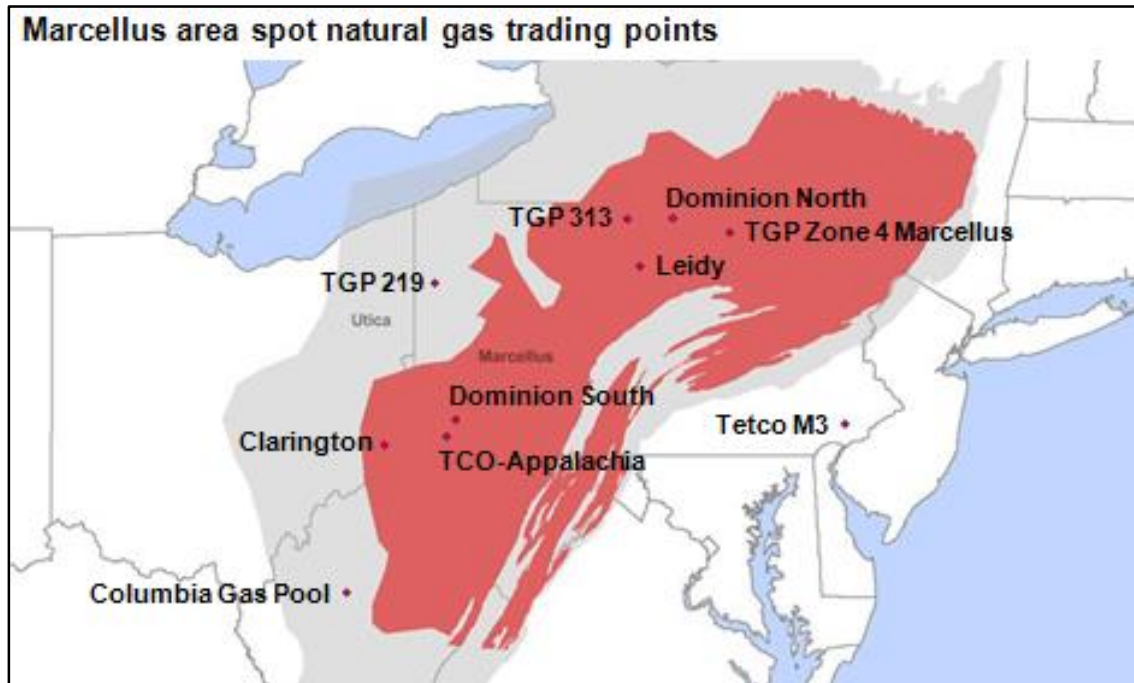 Marcellus area spot natural gas trading points
Dominion North
TGP 313
TGP Zone 4 Marcellus
Leidy
TGP 219
Utica
Marcellus
Dominion South
Tetco M3
Clarington
TCO-Appalachia
Columbia Gas Pool